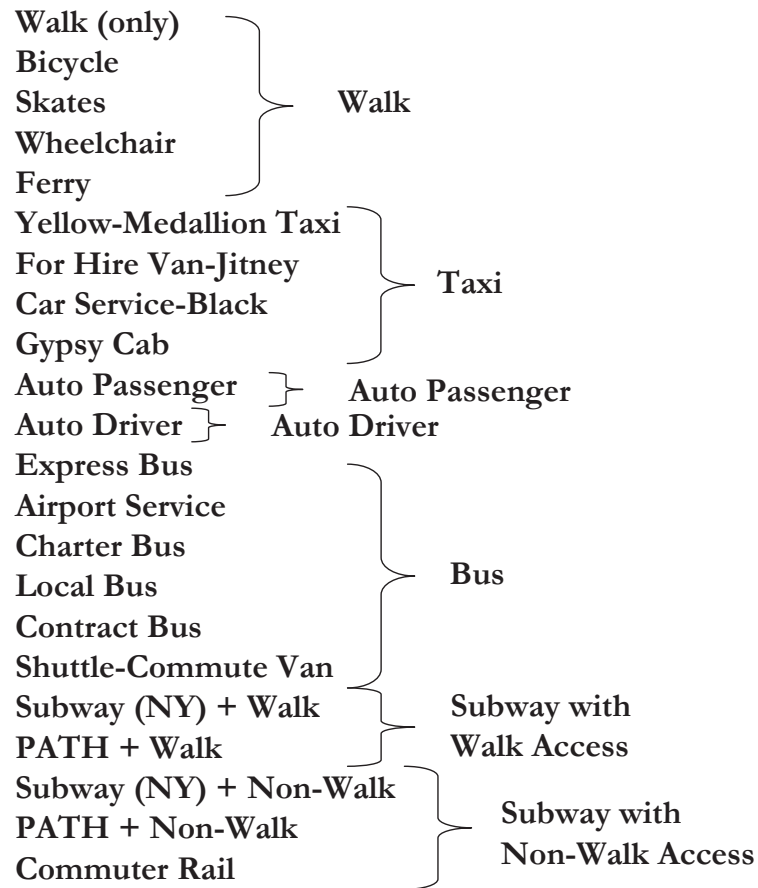 Walk (only)
Bicycle
Skates
Walk
Wheelchair
Ferry
Yellow-Medallion Taxi
For Hire Van-Jitney
Taxi
Car Service-Black
Gypsy Cab
Auto Passenger
Auto Passenger
Auto Driver
Auto Driver
Express Bus
Airport Service
Charter Bus
Bus
Local Bus
Contract Bus
Shuttle-Commute Van
Subway (NY) + Walk
Subway with
PATH + Walk
Walk Access
Subway (NY) + Non-Walk
PATH + Non-Walk
Subway with
Non-Walk Access
Commuter Rail